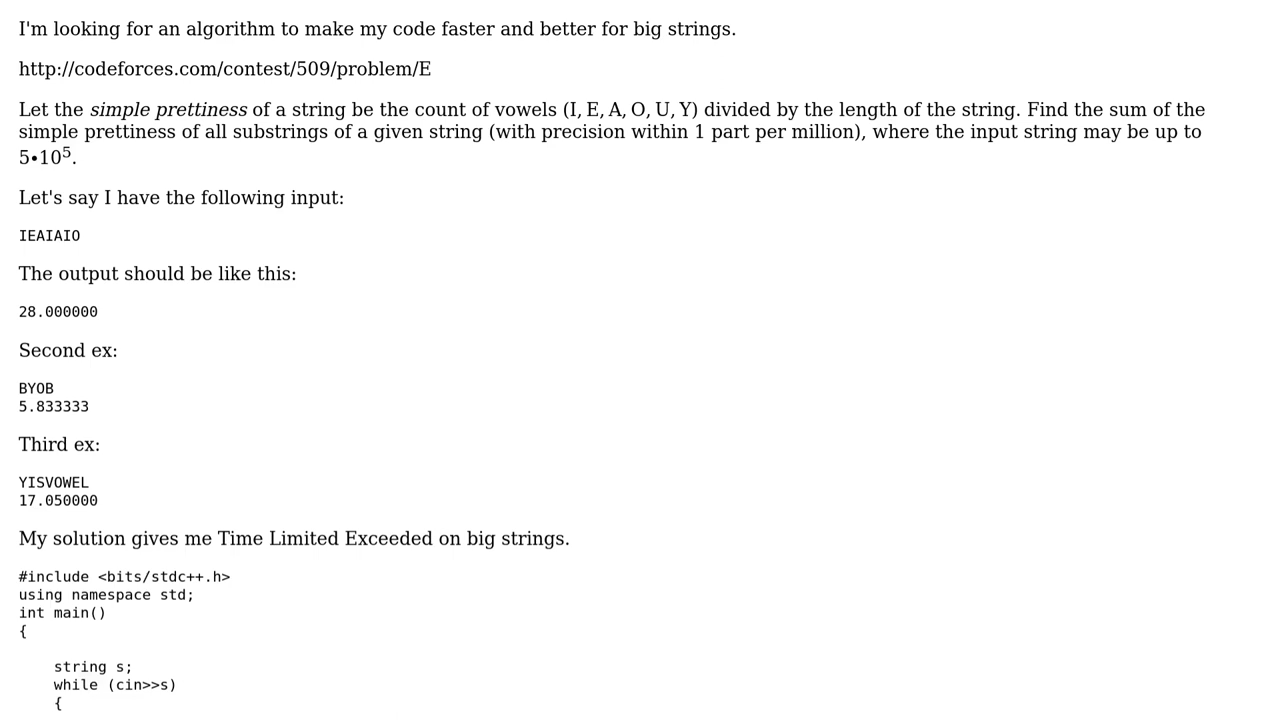 I'm looking for an algorithm to make my code faster and better for big strings.
http://codeforces.com/contest/509/problem/E
Let the simple prettiness of a string be the count of vowels (I, E, A, O, U, Y) divided by the length of the string. Find the sum of the
simple prettiness of all substrings of a given string (with precision within 1 part per million), where the input string may be up to
5•10⁵.
Let's say I have the following input:
IEAIAIO
The output should be like this:
28.000000
Second ex:
BYOB
5.833333
Third ex:
YISVOWEL
17.050000
My solution gives me Time Limited Exceeded on big strings.
#include <bits/stdc++.h>
using namespace std;
int main()
{
    string s;
    while (cin>>s)
    {